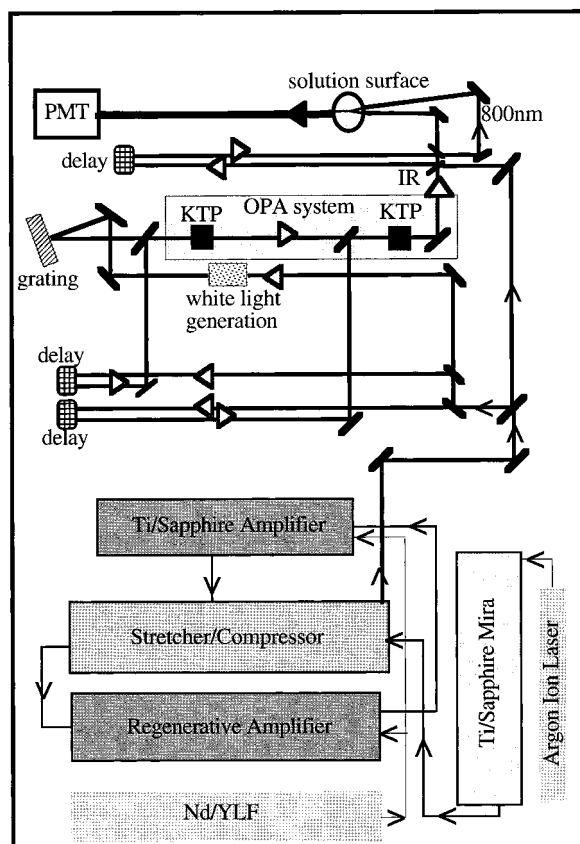 solution surface
PMT
800nm
delay
IR
OPA system
KTP
KTP
grating
white light
generation
delay
delay
Ti/Sapphire Amplifier
Stretcher/Compressor
Regenerative Amplifier
Nd/YLF
Ti/Sapphire Mira
Argon Ion Laser